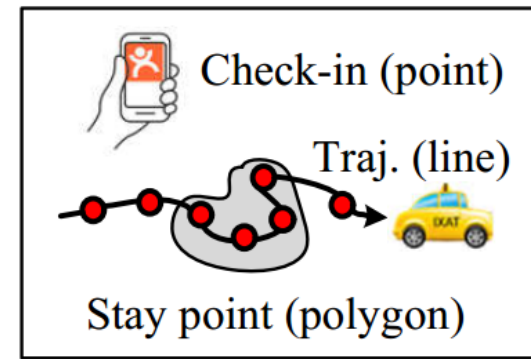 Check-in (point)
Traj. (line)
IXAT
Stay point (polygon)